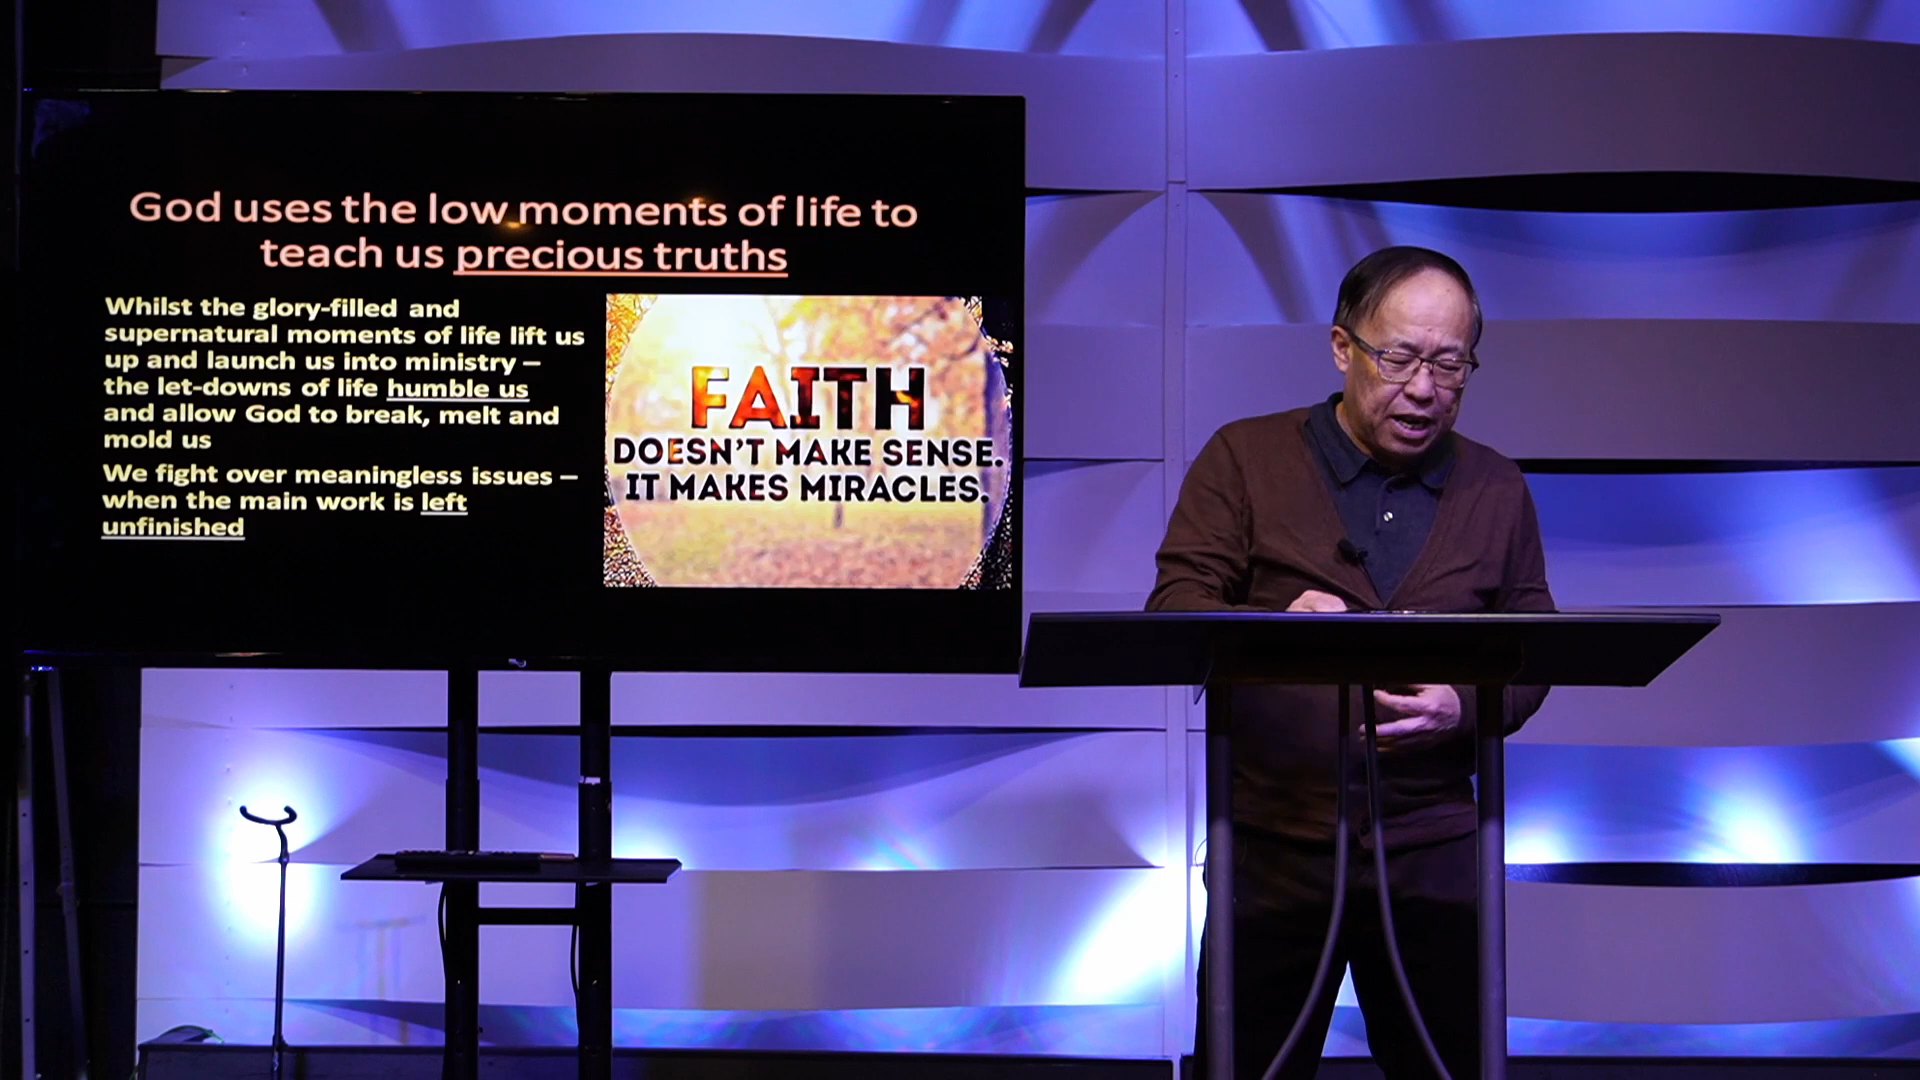 God uses the low moments of life to
teach us precious truths
Whilst the glory-filled and
supernatural moments of life lift us
up and launch us into ministry –
the let-downs of life humble us
and allow God to break, melt and
mold us
We fight over meaningless issues –
when the main work is left
unfinished
FAITH
DOESN'T MAKE SENSE.
IT MAKES MIRACLES.